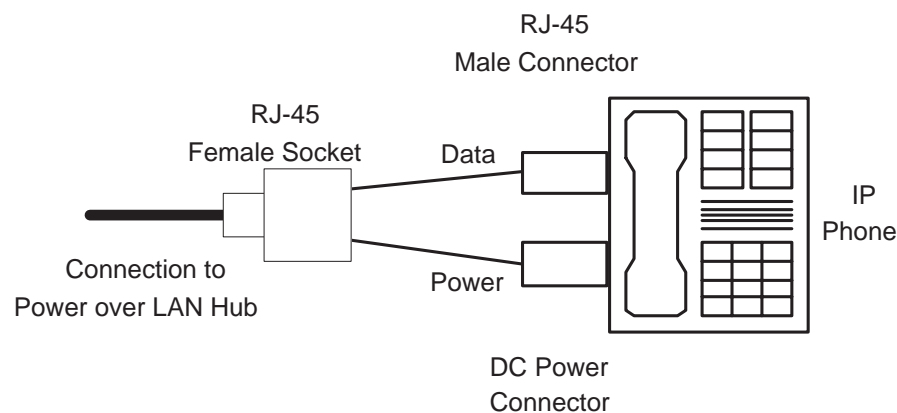 RJ-45
Male Connector
RJ-45
Female Socket
Data
IP
Phone
Connection to
Power over LAN Hub
Power
DC Power
Connector